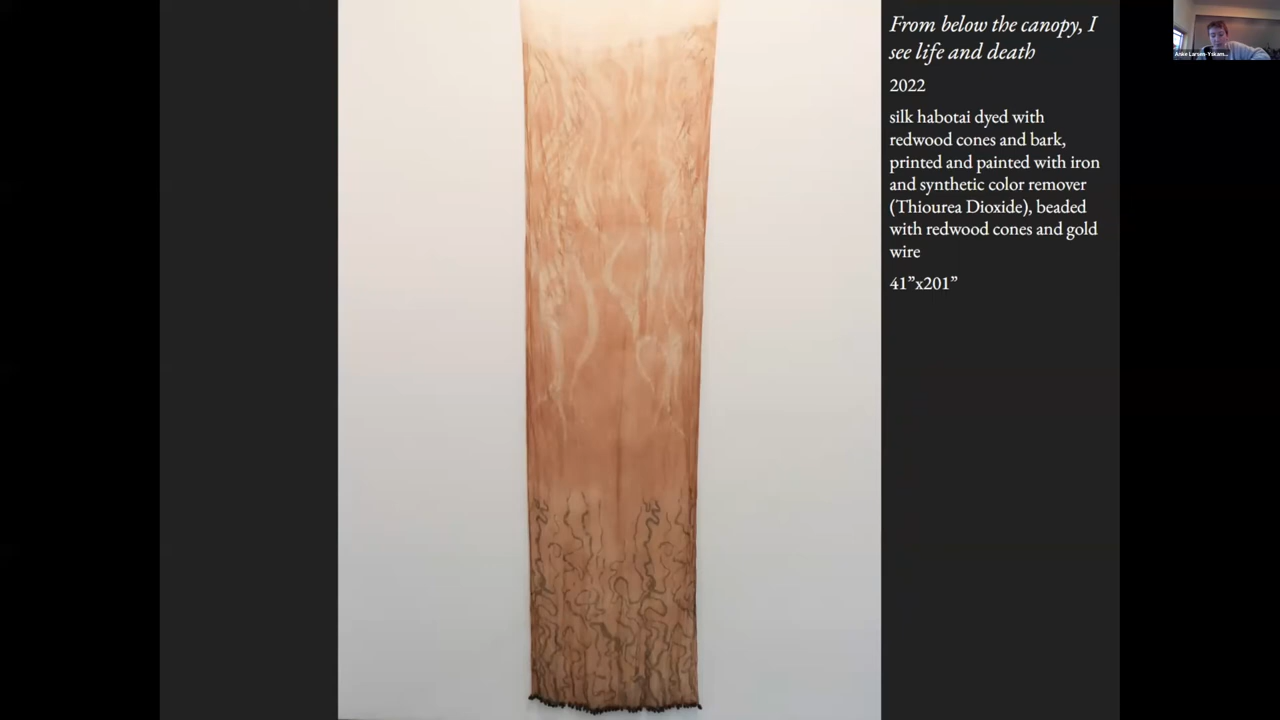 From below the canopy, I
see life and death
2022
silk habotai dyed with
redwood cones and bark,
printed and painted with iron
and synthetic color remover
(Thiourea Dioxide), beaded
with redwood cones and gold
wire
41”x201”